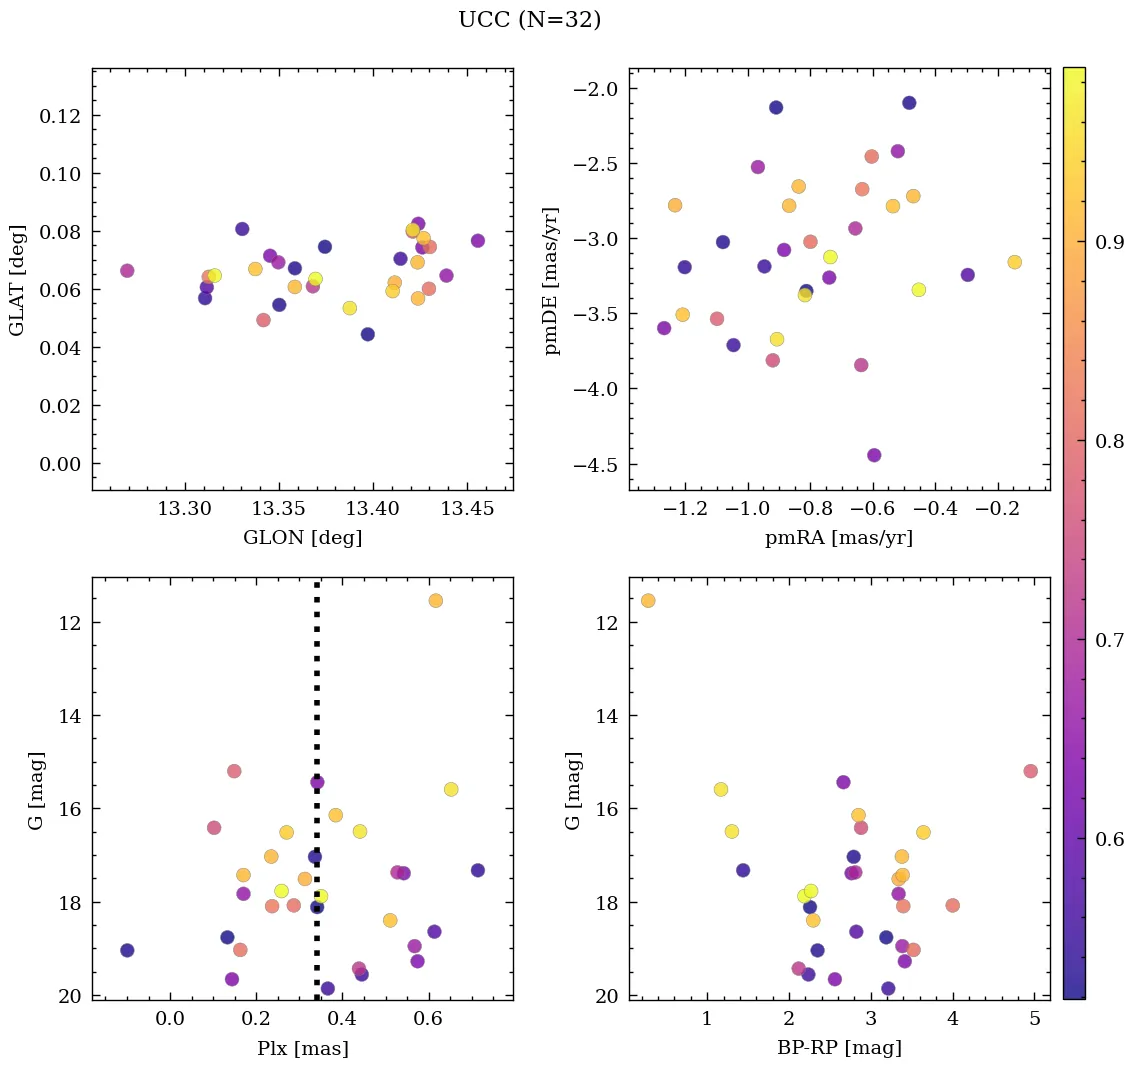 UCC (N=32)
0.12
0.10
0.08
0.06
0.04
0.02
0.00
GLAT [deg]
13.30 13.35 13.40 13.45
GLON [deg]
−2.0
−2.5
−3.0
−3.5
−4.0
−4.5
pmDE [mas/yr]
−1.2 −1.0 −0.8 −0.6 −0.4 −0.2
pmRA [mas/yr]
0.9
0.8
0.7
0.6
12
14
16
18
20
G [mag]
0.0 0.2 0.4 0.6
Plx [mas]
12
14
16
18
20
G [mag]
1 2 3 4 5
BP-RP [mag]